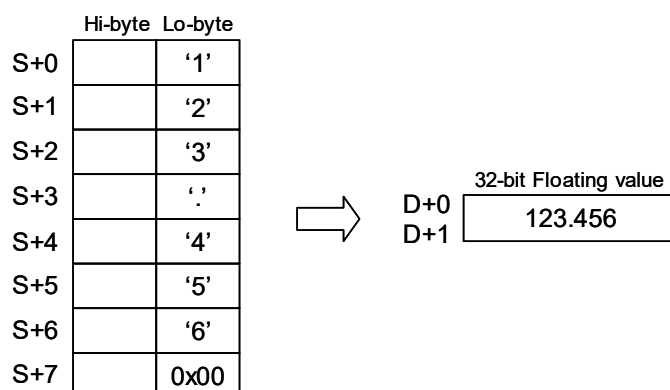 Hi-byte Lo-byte
S+0 ‘1’
S+1 ‘2’
S+2 ‘3’
S+3 ‘.’
S+4 ‘4’
S+5 ‘5’
S+6 ‘6’
S+7 0x00
32-bit Floating value
D+0
D+1
123.456